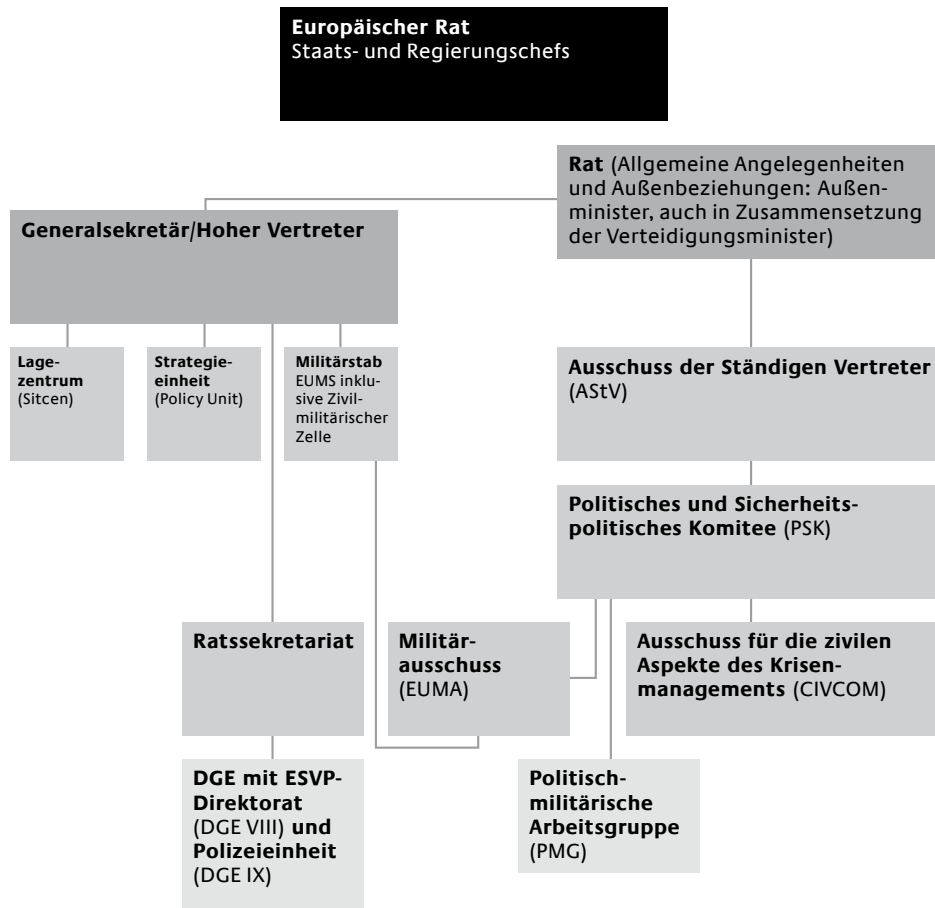 Europäischer Rat
Staats- und Regierungschefs
Rat (Allgemeine Angelegenheiten
und Außenbeziehungen: Außen-
minister, auch in Zusammensetzung
der Verteidigungsminister)
Generalsekretär/Hoher Vertreter
Lage-
zentrum
(Sitcen)
Strategie-
einheit
(Policy Unit)
Militärstab
EUMS inklu-
sive Zivil-
militärischer
Zelle
Ausschuss der Ständigen Vertreter
(AStV)
Politisches und Sicherheits-
politisches Komitee (PSK)
Ratssekretariat
Militär-
ausschuss
(EUMA)
Ausschuss für die zivilen
Aspekte des Krisen-
managements (CIVCOM)
DGE mit ESVP-
Direktorat
(DGE VIII) und
Polizeieinheit
(DGE IX)
Politisch-
militärische
Arbeitsgruppe
(PMG)